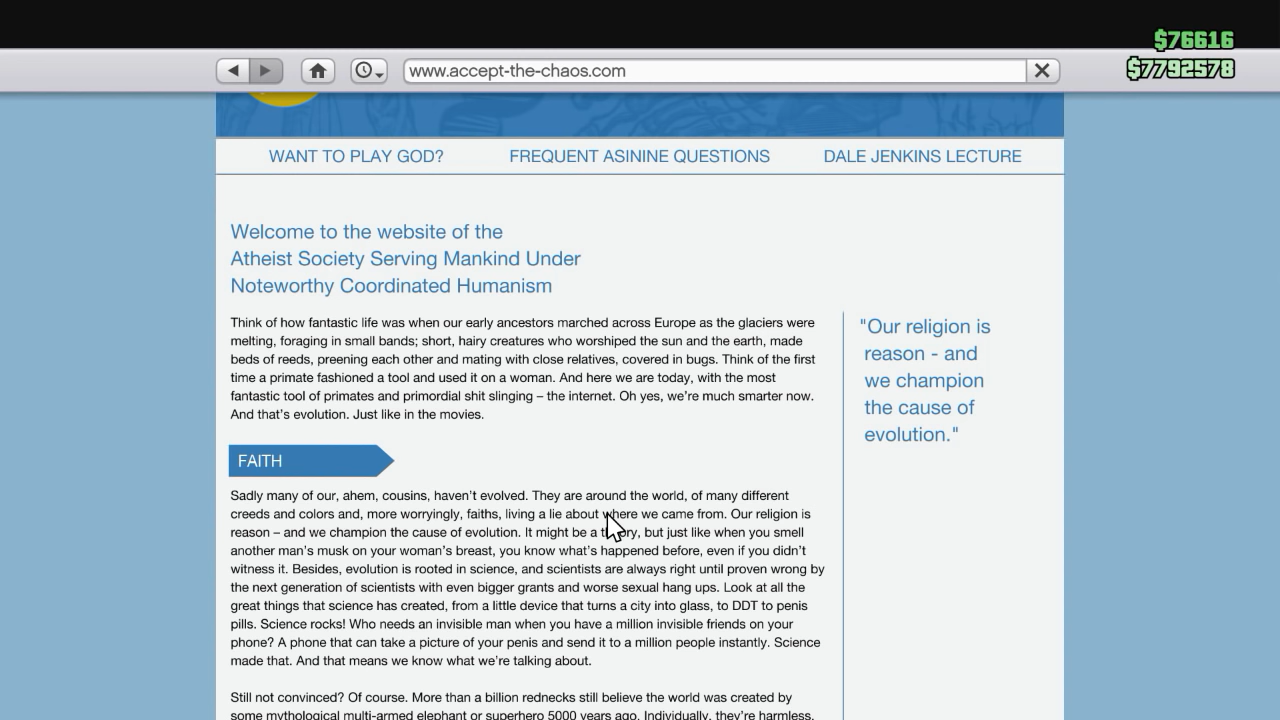 $76616
$7792578
www.accept-the-chaos.com
WANT TO PLAY GOD?
FREQUENT ASININE QUESTIONS
DALE JENKINS LECTURE
Welcome to the website of the
Atheist Society Serving Mankind Under
Noteworthy Coordinated Humanism
Think of how fantastic life was when our early ancestors marched across Europe as the glaciers were
melting, foraging in small bands; short, hairy creatures who worshiped the sun and the earth, made
beds of reeds, preening each other and mating with close relatives, covered in bugs. Think of the first
time a primate fashioned a tool and used it on a woman. And here we are today, with the most
fantastic tool of primates and primordial shit slinging – the internet. Oh yes, we're much smarter now.
And that's evolution. Just like in the movies.
"Our religion is
reason - and
we champion
the cause of
evolution."
FAITH
Sadly many of our, ahem, cousins, haven't evolved. They are around the world, of many different
creeds and colors and, more worryingly, faiths, living a lie about where we came from. Our religion is
reason – and we champion the cause of evolution. It might be a theory, but just like when you smell
another man's musk on your woman's breast, you know what's happened before, even if you didn't
witness it. Besides, evolution is rooted in science, and scientists are always right until proven wrong by
the next generation of scientists with even bigger grants and worse sexual hang ups. Look at all the
great things that science has created, from a little device that turns a city into glass, to DDT to penis
pills. Science rocks! Who needs an invisible man when you have a million invisible friends on your
phone? A phone that can take a picture of your penis and send it to a million people instantly. Science
made that. And that means we know what we're talking about.
Still not convinced? Of course. More than a billion rednecks still believe the world was created by
some mythological multi-armed elephant or superhero 5000 years ago. Individually, they're harmless,